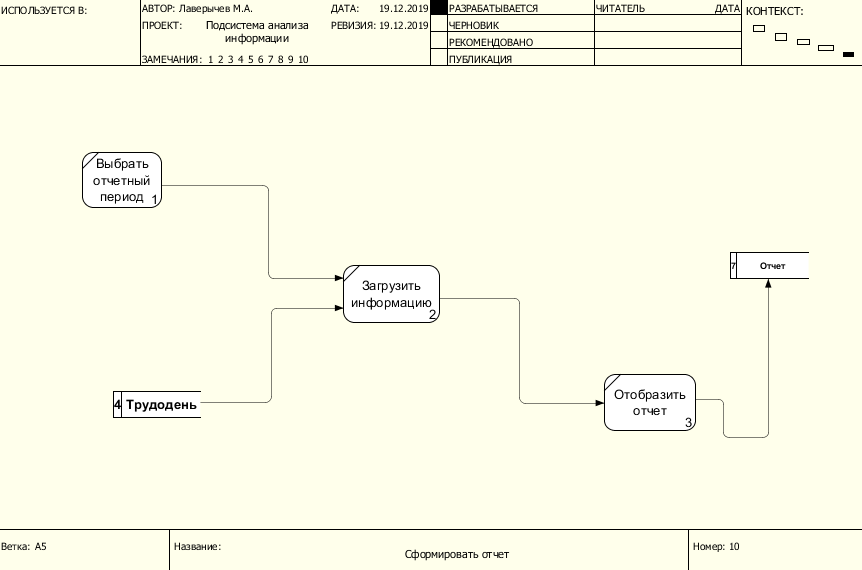 ИСПОЛЬЗУЕТСЯ В:
АВТОР: Лаверычев М.А.
ДАТА: 19.12.2019
ПРОЕКТ: Подсистема анализа
информации
РЕВИЗИЯ: 19.12.2019
ЗАМЕЧАНИЯ: 1 2 3 4 5 6 7 8 9 10
РАЗРАБАТЫВАЕТСЯ
ЧЕРНОВИК
РЕКОМЕНДОВАНО
ПУБЛИКАЦИЯ
ЧИТАТЕЛЬ ДАТА
КОНТЕКСТ:
Выбрать
отчетный
период 1
Загрузить
информацию
2
7 Отчет
4 Трудодень
Отобразить
отчет
3
Ветка: A5
Название:
Сформировать отчет
Номер: 10